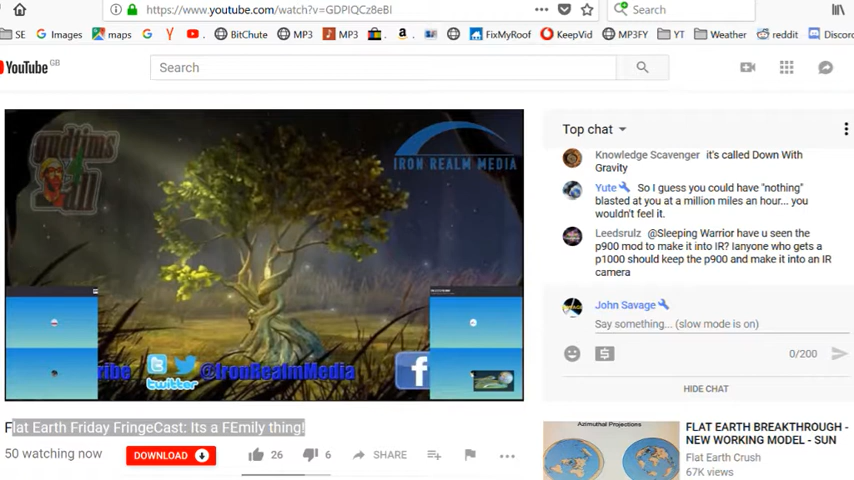 https://www.youtube.com/watch?v=GDPIQCz8eBI
Search
SE Images maps Y BitChute MP3 MP3 a FixMyRoof KeepVid MP3FY YT Weather reddit Discord
YouTube GB
Search
gudtims
4 all
IRON REALM MEDIA
ribe
twitter
@IronRealmMedia
f
Flat Earth Friday FringeCast: Its a FEmily thing!
50 watching now
DOWNLOAD
26
6
SHARE
Top chat
Knowledge Scavenger it's called Down With
Gravity
Yute So I guess you could have "nothing"
blasted at you at a million miles an hour... you
wouldn't feel it.
Leedsrulz @Sleeping Warrior have u seen the
p900 mod to make it into IR? Ianyone who gets a
p1000 should keep the p900 and make it into an IR
camera
John Savage
Say something... (slow mode is on)
0/200
HIDE CHAT
Azimuthal Projections
FLAT EARTH BREAKTHROUGH -
NEW WORKING MODEL - SUN
Flat Earth Crush
67K views